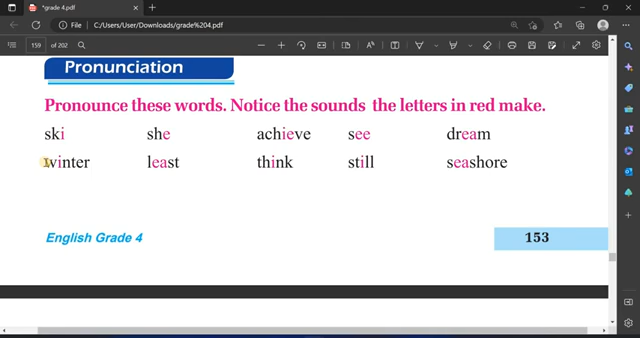 *grade 4.pdf
File C:/Users/User/Downloads/grade%204.pdf
159 of 202
Pronunciation
Pronounce these words. Notice the sounds the letters in red make.
ski she achieve see dream
winter least think still seashore
English Grade 4 153